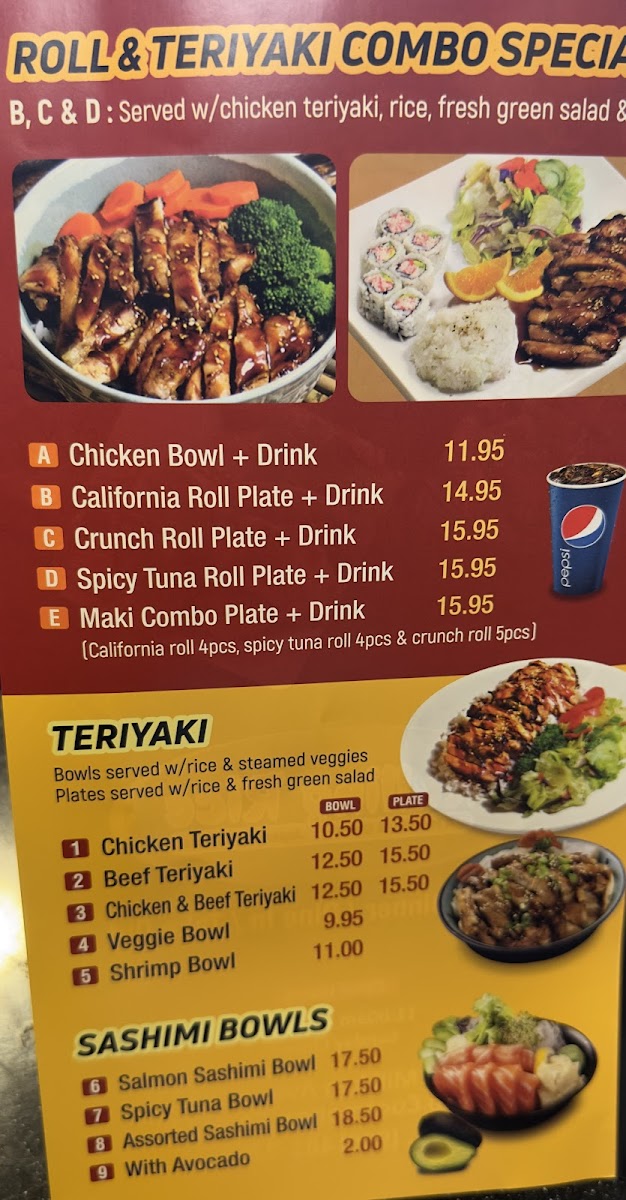 ROLL & TERIYAKI COMBO SPECIA
B, C & D : Served w/chicken teriyaki, rice, fresh green salad &
A Chicken Bowl + Drink 11.95
B California Roll Plate + Drink 14.95
C Crunch Roll Plate + Drink 15.95
D Spicy Tuna Roll Plate + Drink 15.95
E Maki Combo Plate + Drink 15.95
(California roll 4pcs, spicy tuna roll 4pcs & crunch roll 5pcs)
pepsi
TERIYAKI
Bowls served w/rice & steamed veggies
Plates served w/rice & fresh green salad
BOWL PLATE
1 Chicken Teriyaki 10.50 13.50
2 Beef Teriyaki 12.50 15.50
3 Chicken & Beef Teriyaki 12.50 15.50
4 Veggie Bowl 9.95
5 Shrimp Bowl 11.00
SASHIMI BOWLS
6 Salmon Sashimi Bowl 17.50
7 Spicy Tuna Bowl 17.50
8 Assorted Sashimi Bowl 18.50
9 With Avocado 2.00